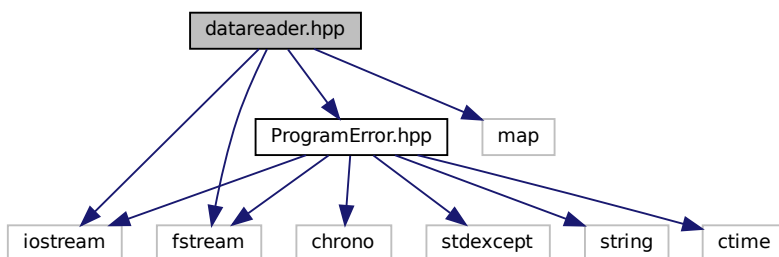 datareader.hpp
ProgramError.hpp
map
iostream
fstream
chrono
stdexcept
string
ctime